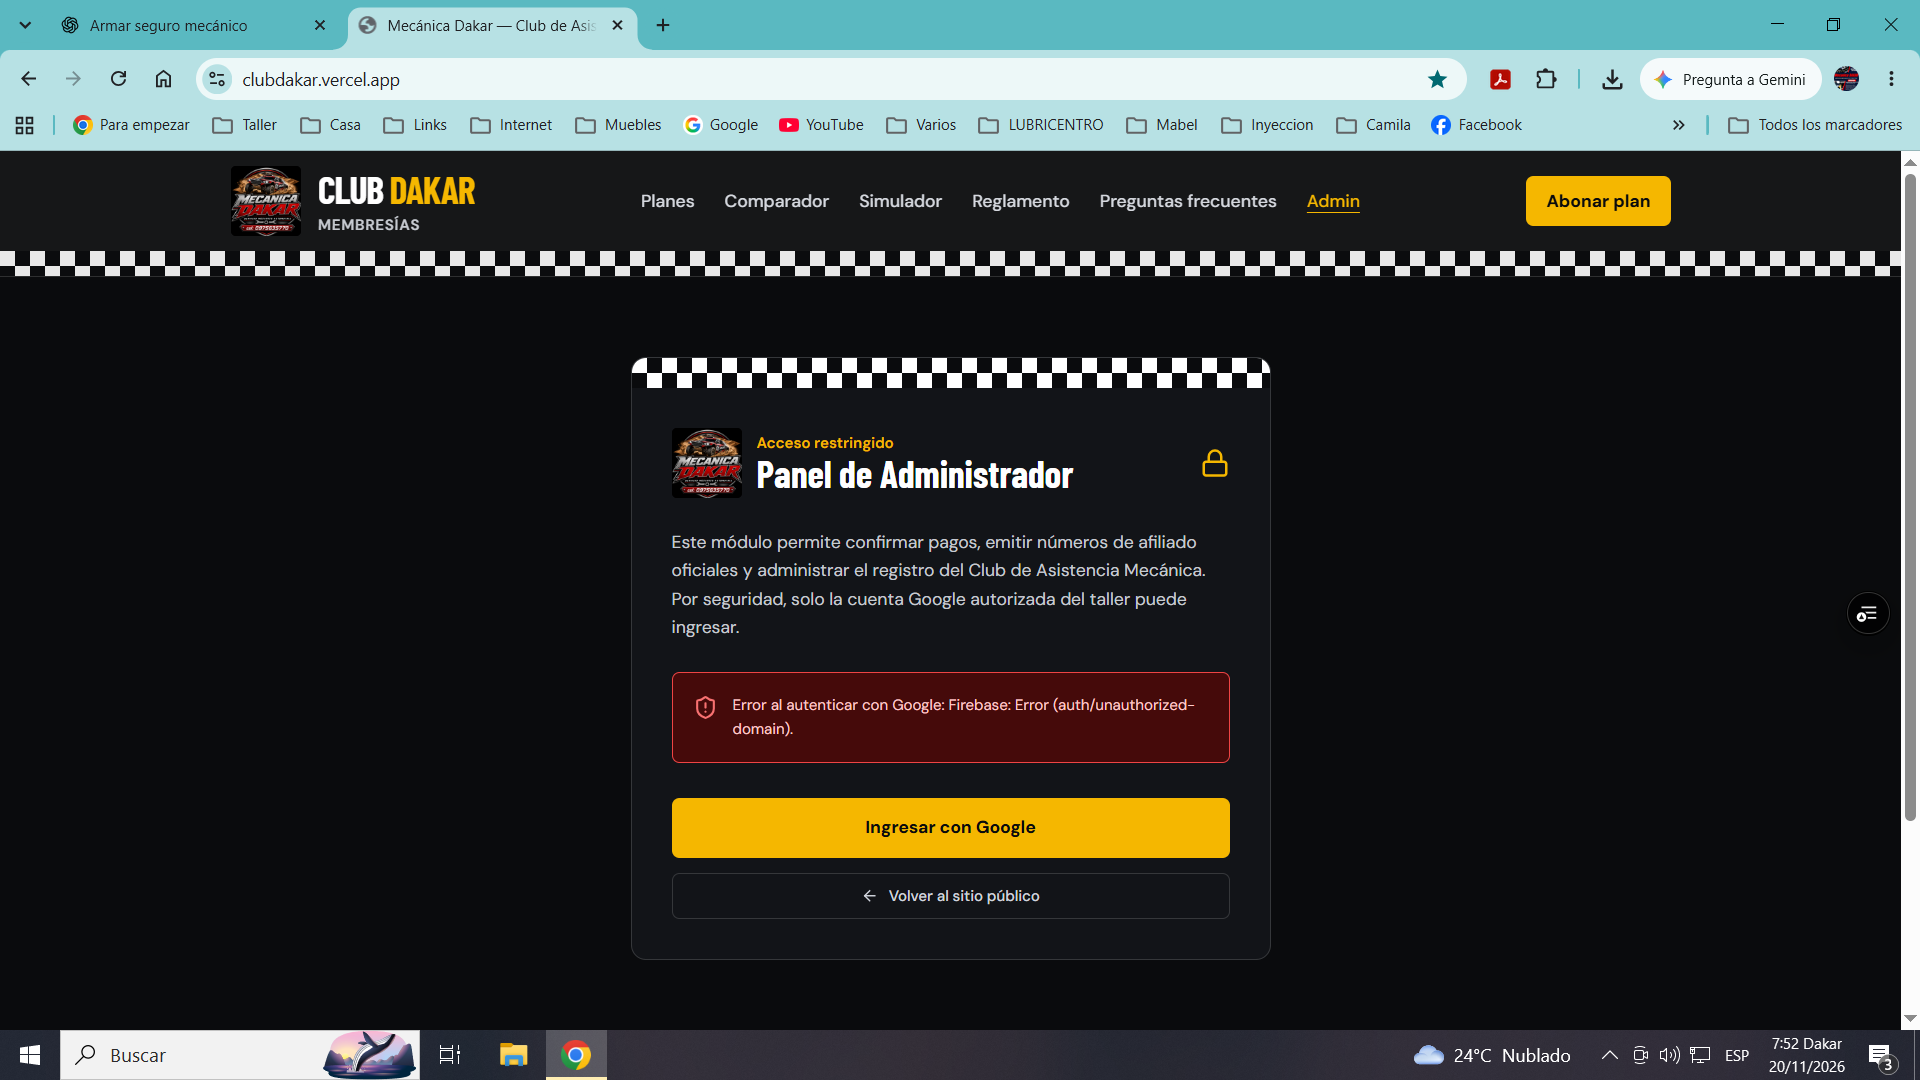 Armar seguro mecánico
Mecánica Dakar — Club de Asis
clubdakar.vercel.app
Pregunta a Gemini
Para empezar
Taller
Casa
Links
Internet
Muebles
Google
YouTube
Varios
LUBRICENTRO
Mabel
Inyeccion
Camila
Facebook
Todos los marcadores
MECANICA
DAKAR
CLUB DAKAR
MEMBRESÍAS
Planes
Comparador
Simulador
Reglamento
Preguntas frecuentes
Admin
Abonar plan
MECANICA
DAKAR
Acceso restringido
Panel de Administrador
Este módulo permite confirmar pagos, emitir números de afiliado
oficiales y administrar el registro del Club de Asistencia Mecánica.
Por seguridad, solo la cuenta Google autorizada del taller puede
ingresar.
Error al autenticar con Google: Firebase: Error (auth/unauthorized-
domain).
Ingresar con Google
Volver al sitio público
Buscar
24°C Nublado
ESP
7:52 Dakar
20/11/2026
3